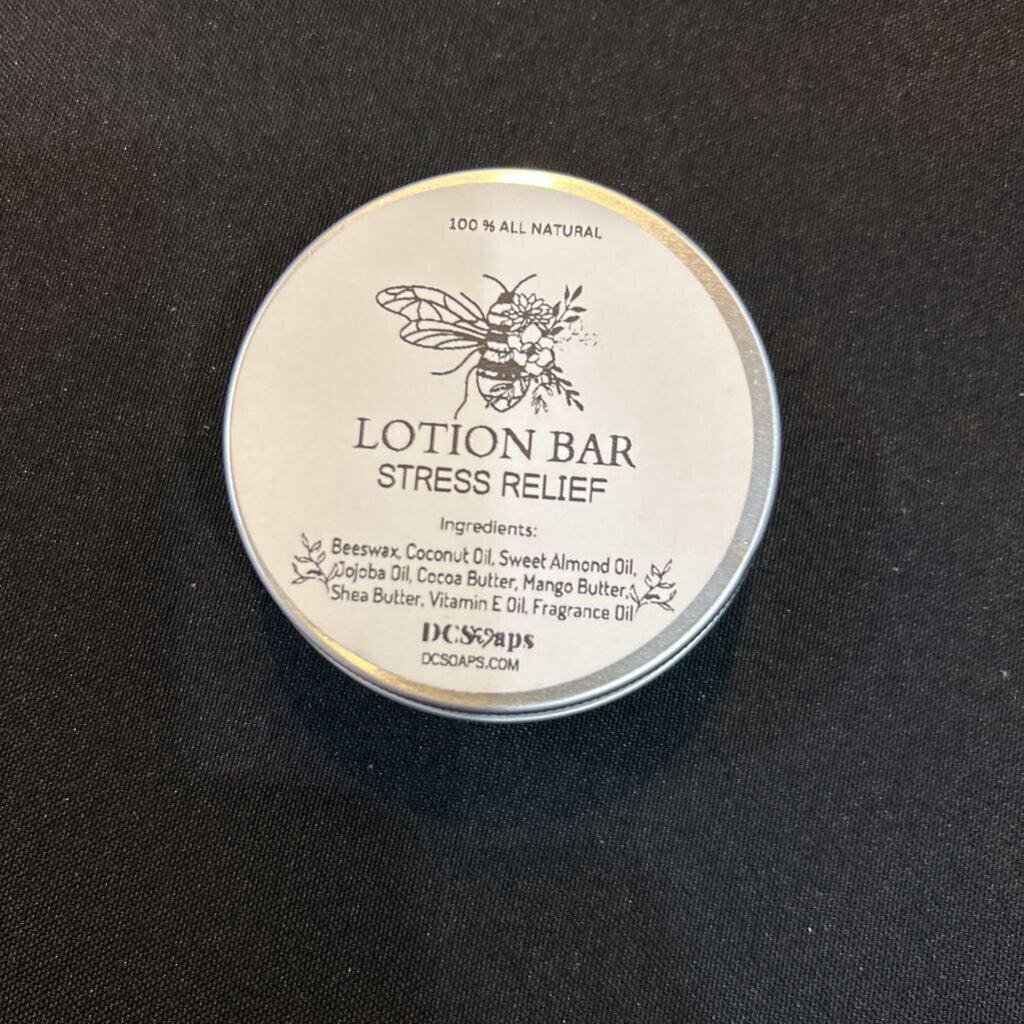 100 % ALL NATURAL
LOTION BAR
STRESS RELIEF
Ingredients:
Beeswax, Coconut Oil, Sweet Almond Oil,
Jojoba Oil, Cocoa Butter, Mango Butter,
Shea Butter, Vitamin E Oil, Fragrance Oil
DCSoaps
DCSOAPS.COM